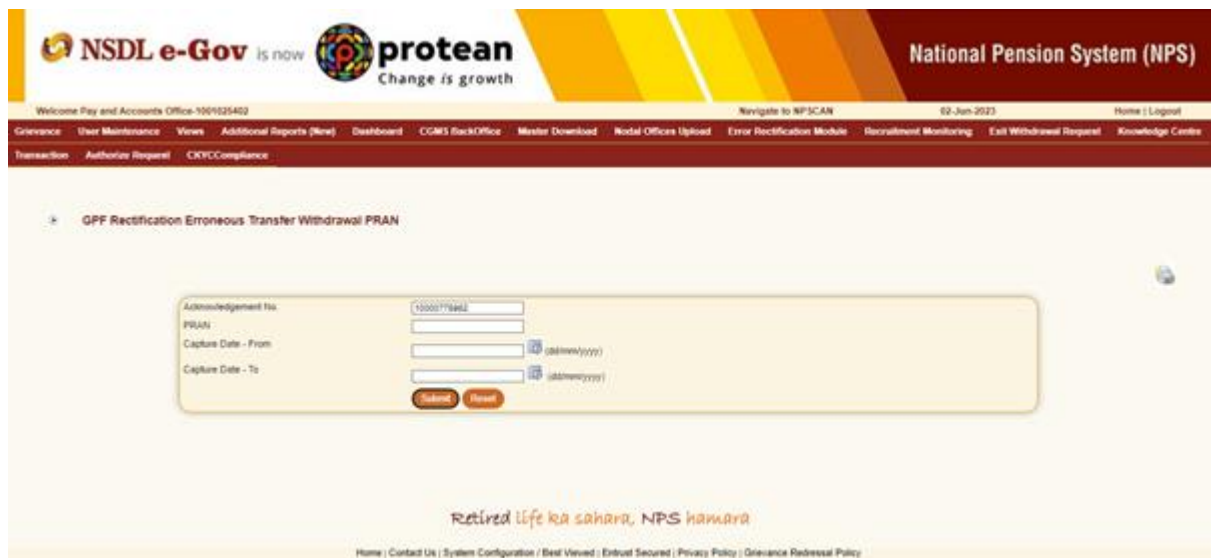 NSDL e-Gov is now protean
Change is growth
National Pension System (NPS)
Welcome Pay and Accounts Office-1001025402 Navigate to NPSCAN 02-Jun-2023 Home | Logout
Grievance User Maintenance Views Additional Reports (New) Dashboard CGMS BackOffice Master Download Nodal Offices Upload Error Rectification Module Recruitment Monitoring Exit Withdrawal Request Knowledge Centre
Transaction Authorize Request CKYCCompliance
GPF Rectification Erroneous Transfer Withdrawal PRAN
Acknowledgement No.
PRAN
Capture Date - From (dd/mm/yyyy)
Capture Date - To (dd/mm/yyyy)
Submit Reset
Retired life ka sahara, NPS hamara
Home | Contact Us | System Configuration / Best Viewed | Entrust Secured | Privacy Policy | Grievance Redressal Policy